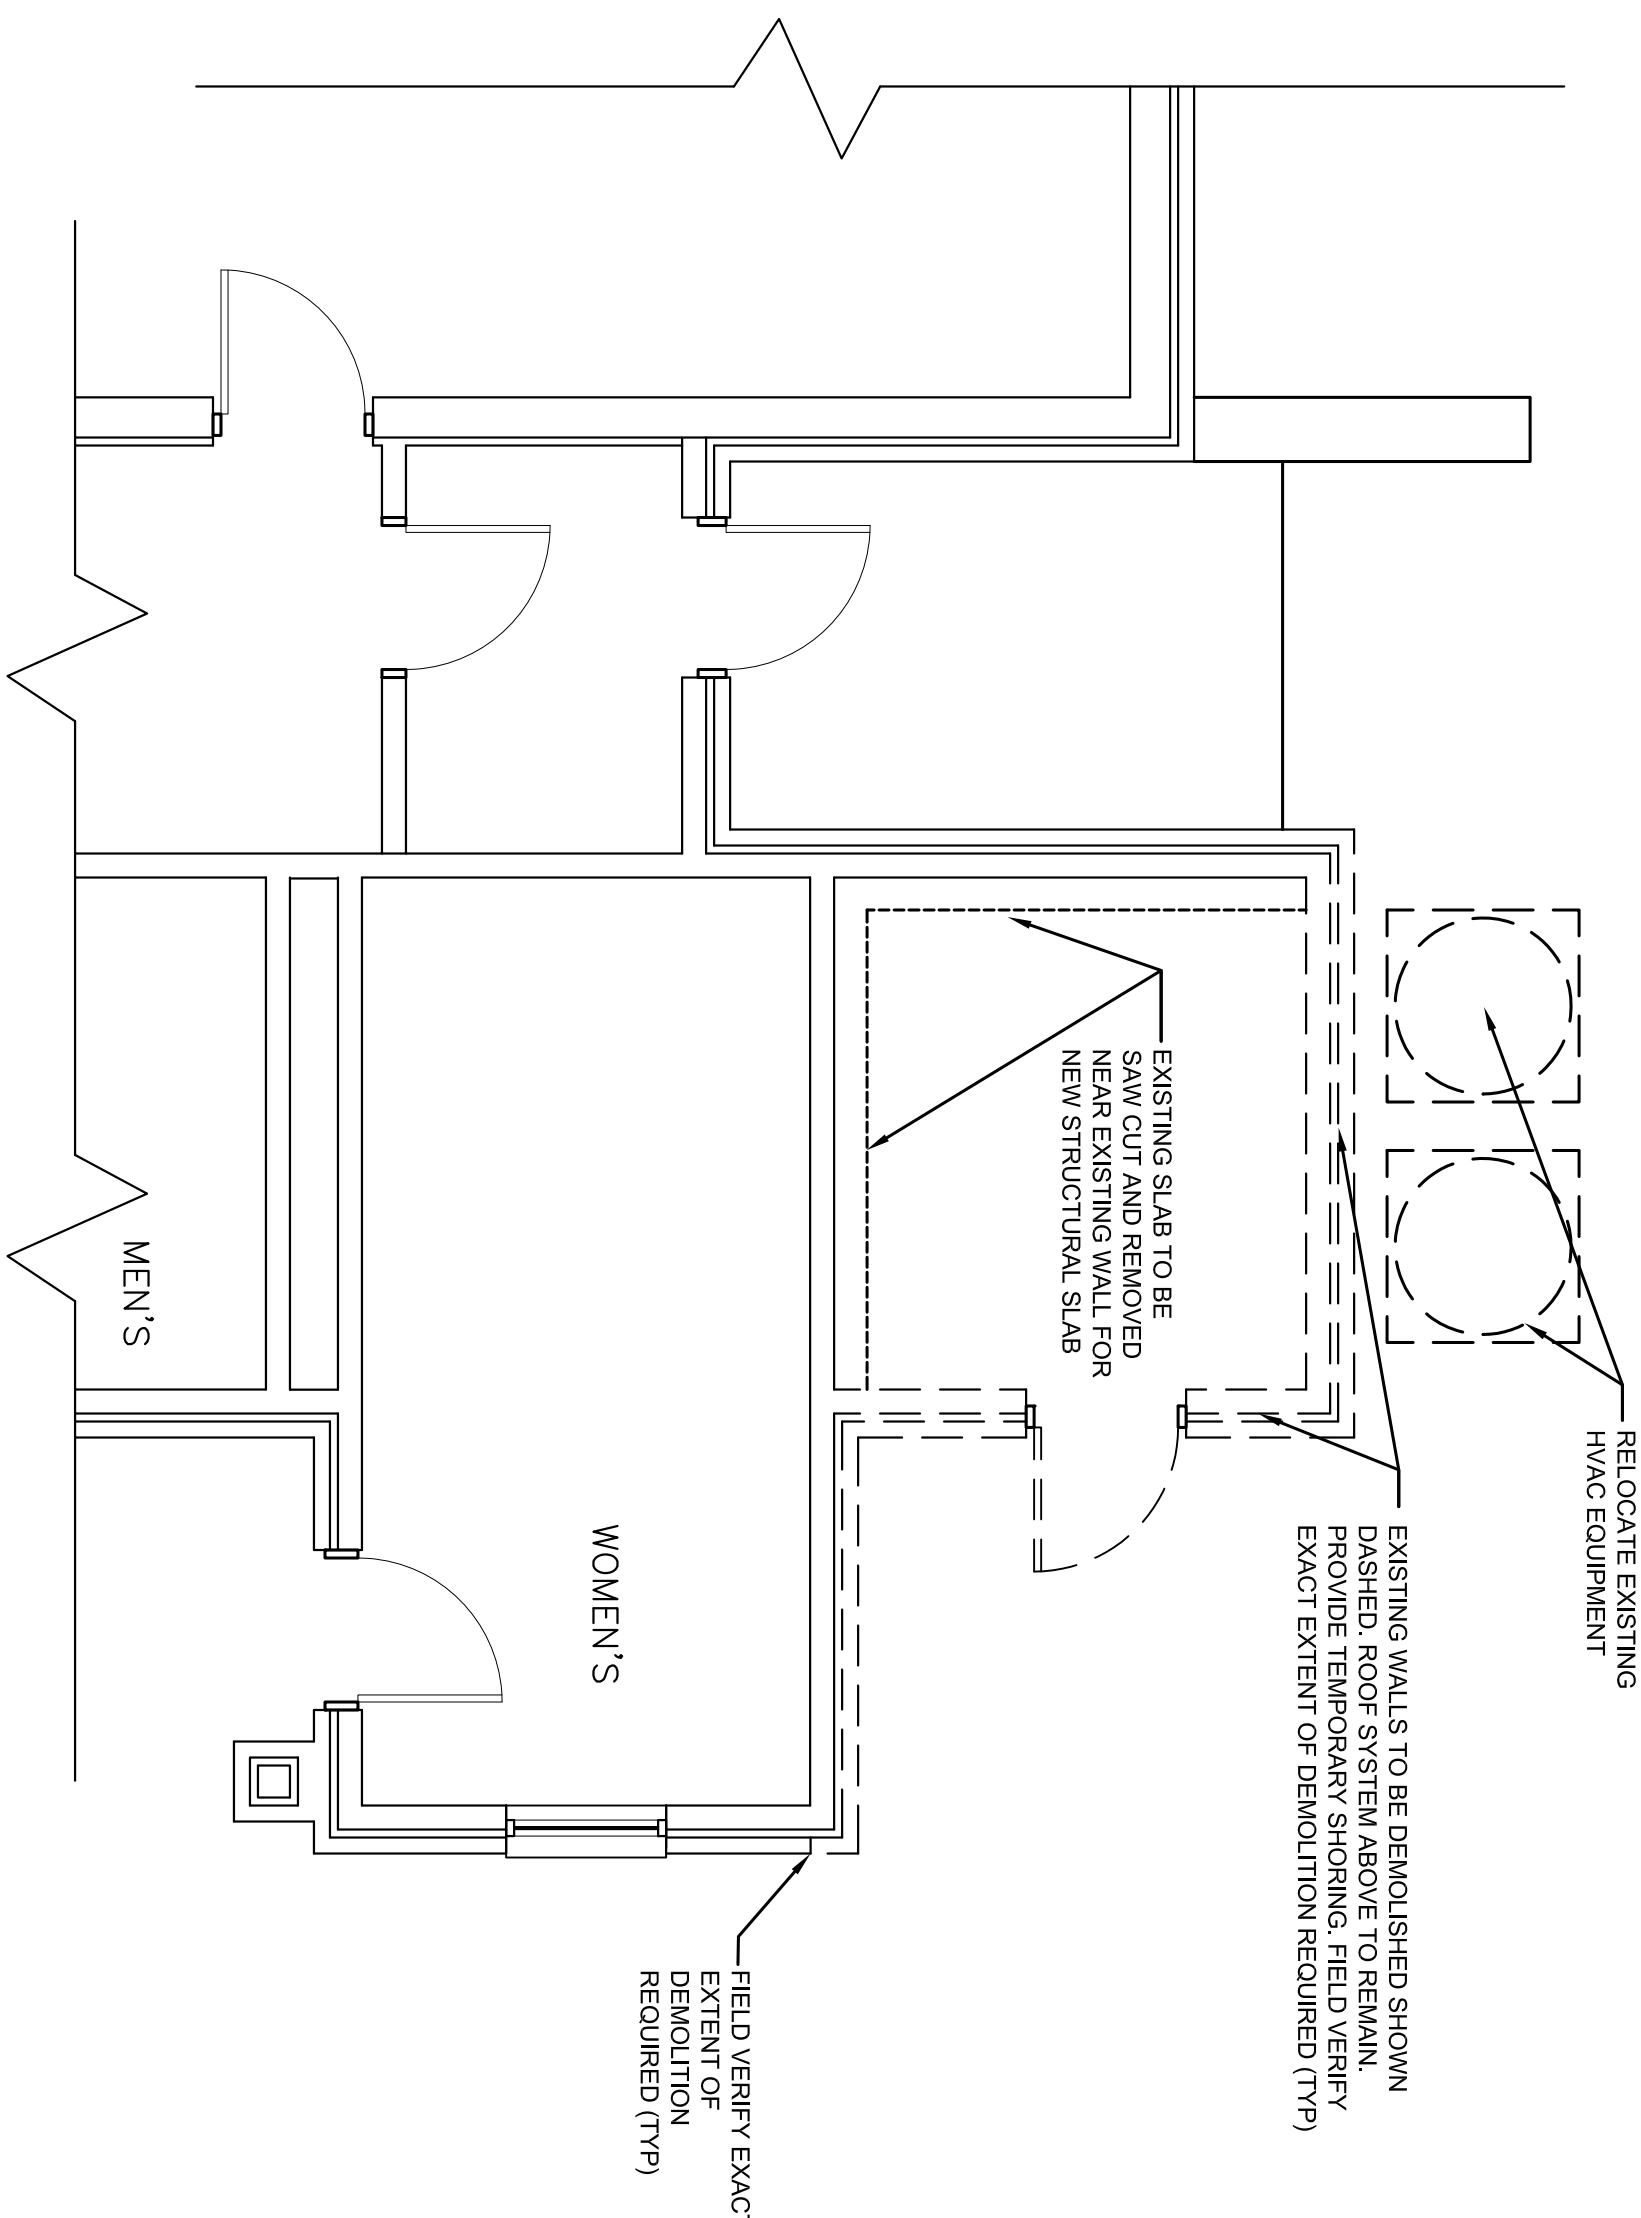 RELOCATE EXISTING
HVAC EQUIPMENT
EXISTING WALLS TO BE DEMOLISHED SHOWN
DASHED. ROOF SYSTEM ABOVE TO REMAIN.
PROVIDE TEMPORARY SHORING. FIELD VERIFY
EXACT EXTENT OF DEMOLITION REQUIRED (TYP)
EXISTING SLAB TO BE
SAW CUT AND REMOVED
NEAR EXISTING WALL FOR
NEW STRUCTURAL SLAB
FIELD VERIFY
EXTENT OF
DEMOLITION
REQUIRED (TYP)
WOMEN'S
MEN'S